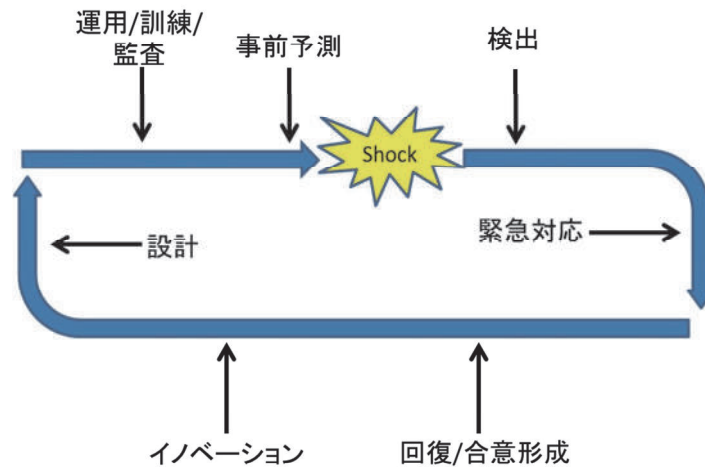 運用/訓練/
監査
事前予測
検出
Shock
設計
緊急対応
イノベーション
回復/合意形成